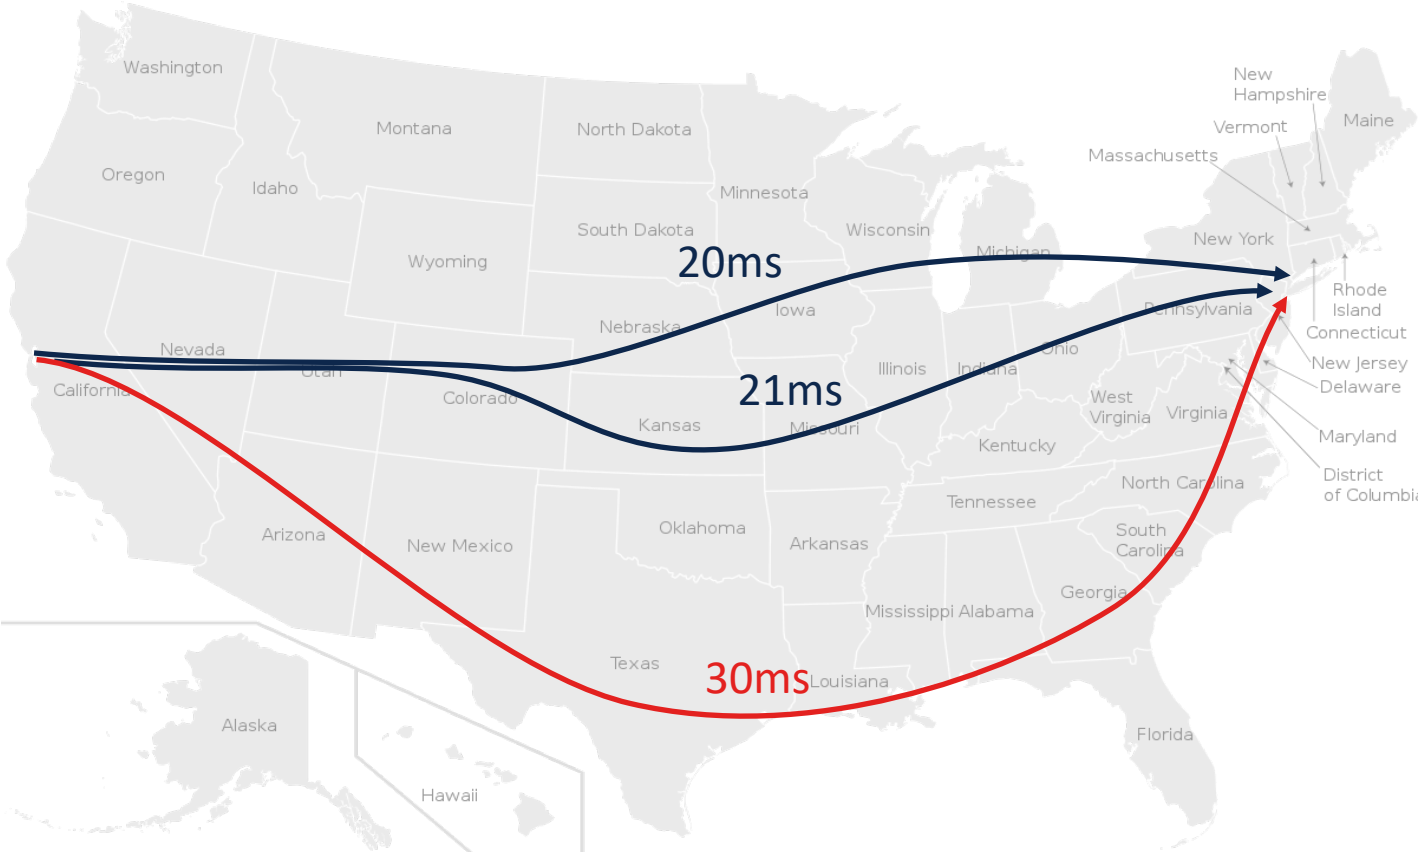 Washington
Montana
North Dakota
Minnesota
Oregon
Idaho
South Dakota
Wisconsin
Wyoming
Michigan
New
Hampshire
Vermont
Massachusetts
Maine
New York
20ms
Nebraska
Iowa
Pennsylvania
Rhode
Island
Connecticut
New Jersey
Delaware
Maryland
District
of Columbia
Nevada
Utah
California
Colorado
Kansas
21ms
Missouri
Illinois
Indiana
Ohio
West
Virginia
Virginia
Kentucky
Tennessee
North Carolina
South
Carolina
Arizona
New Mexico
Oklahoma
Arkansas
Mississippi
Alabama
Georgia
Texas
30ms
Louisiana
Florida
Alaska
Hawaii